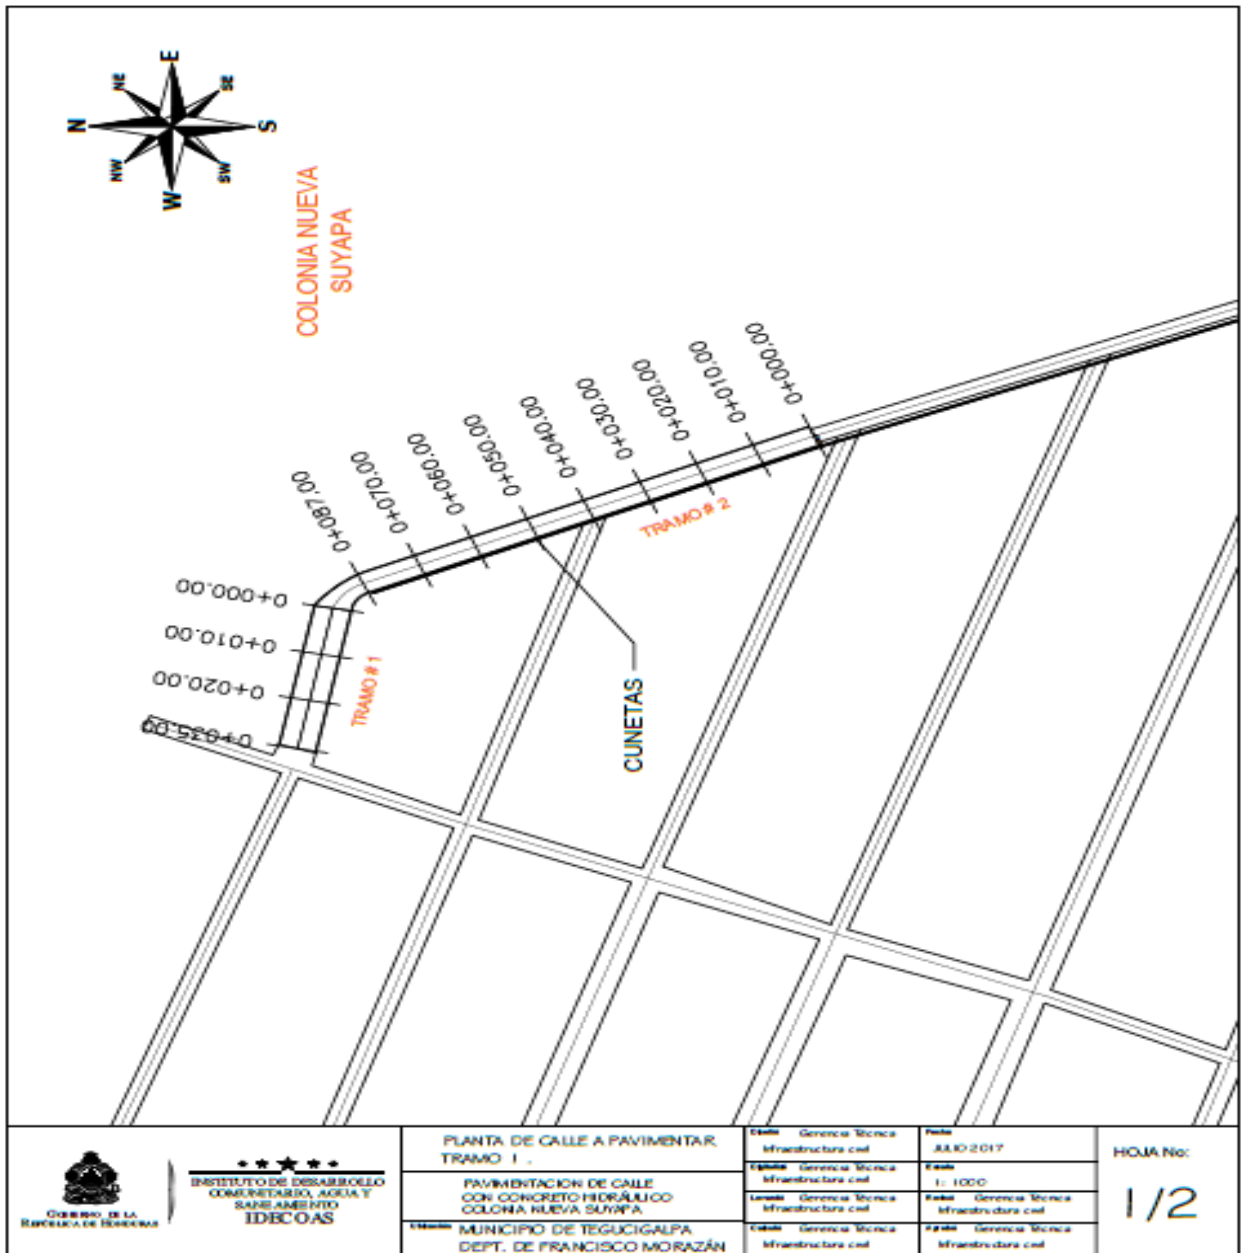 E
NE
SE
N
S
NW
SW
W
COLONIA NUEVA
SUYAPA
0+000.00
0+010.00
0+020.00
0+030.00
0+040.00
0+050.00
0+060.00
0+070.00
0+087.00
TRAMO # 2
0+000.00
0+010.00
0+020.00
0+035.00
TRAMO # 1
CUNETAS
GOBIERNO DE LA
REPÚBLICA DE HONDURAS
INSTITUTO DE DESARROLLO
COMUNITARIO, AGUA Y
SANEAMIENTO
IDECOAS
PLANTA DE CALLE A PAVIMENTAR
TRAMO 1 .
PAVIMENTACION DE CALLE
CON CONCRETO HIDRÁULICO
COLONIA NUEVA SUYAPA
MUNICIPIO DE TEGUCIGALPA
DEPT. DE FRANCISCO MORAZÁN
Gerencia Técnica
Infraestructura civil
Gerencia Técnica
Infraestructura civil
Gerencia Técnica
Infraestructura civil
Gerencia Técnica
Infraestructura civil
Fecha
JULIO 2017
1: 1000
Gerencia Técnica
Infraestructura civil
Gerencia Técnica
Infraestructura civil
HOJA No:
1/2